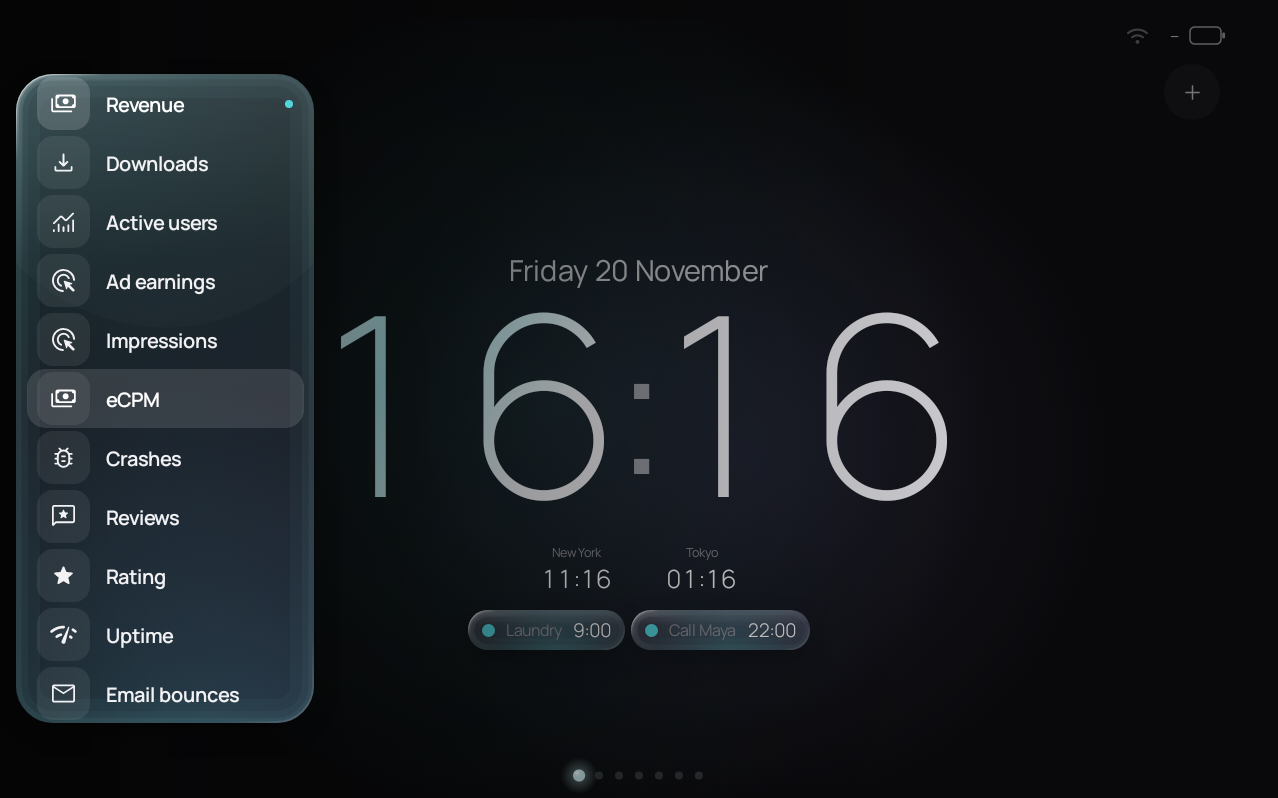 Revenue
Downloads
Active users
Ad earnings
Impressions
eCPM
Crashes
Reviews
Rating
Uptime
Email bounces
–
+
Friday 20 November
16:16
New York
11:16
Tokyo
01:16
Laundry 9:00
Call Maya 22:00